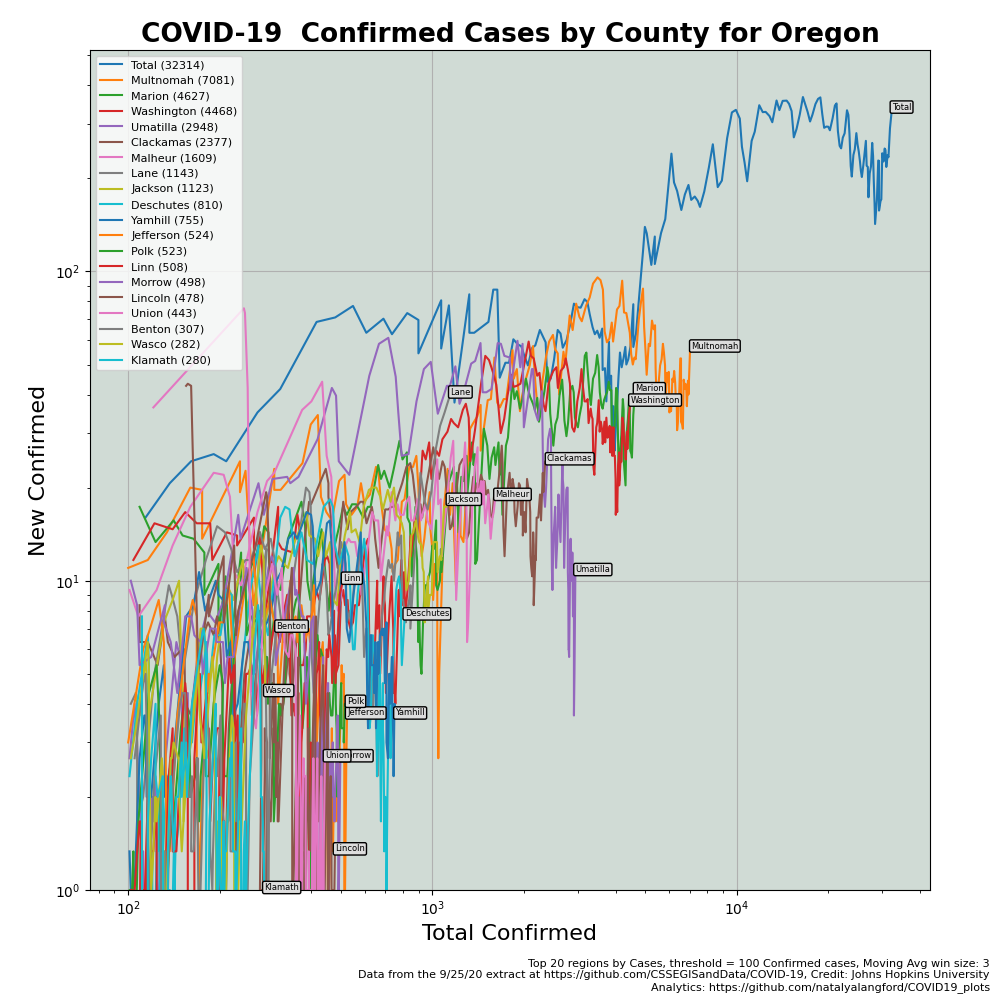 COVID-19  Confirmed Cases by County for Oregon
Total (32314)
Multnomah (7081)
Marion (4627)
Washington (4468)
Umatilla (2948)
Clackamas (2377)
Malheur (1609)
Lane (1143)
Jackson (1123)
Deschutes (810)
Yamhill (755)
Jefferson (524)
Polk (523)
Linn (508)
Morrow (498)
Lincoln (478)
Union (443)
Benton (307)
Wasco (282)
Klamath (280)
Total
Multnomah
Lane
Marion
Washington
Clackamas
Jackson
Malheur
Linn
Umatilla
Deschutes
Benton
Wasco
Polk
Jefferson
Yamhill
Union
rrow
Lincoln
Klamath
New Confirmed
10²
10¹
10⁰
10²
10³
10⁴
Total Confirmed
Top 20 regions by Cases, threshold = 100 Confirmed cases, Moving Avg win size: 3
Data from the 9/25/20 extract at https://github.com/CSSEGISandData/COVID-19, Credit: Johns Hopkins University
Analytics: https://github.com/natalyalangford/COVID19_plots